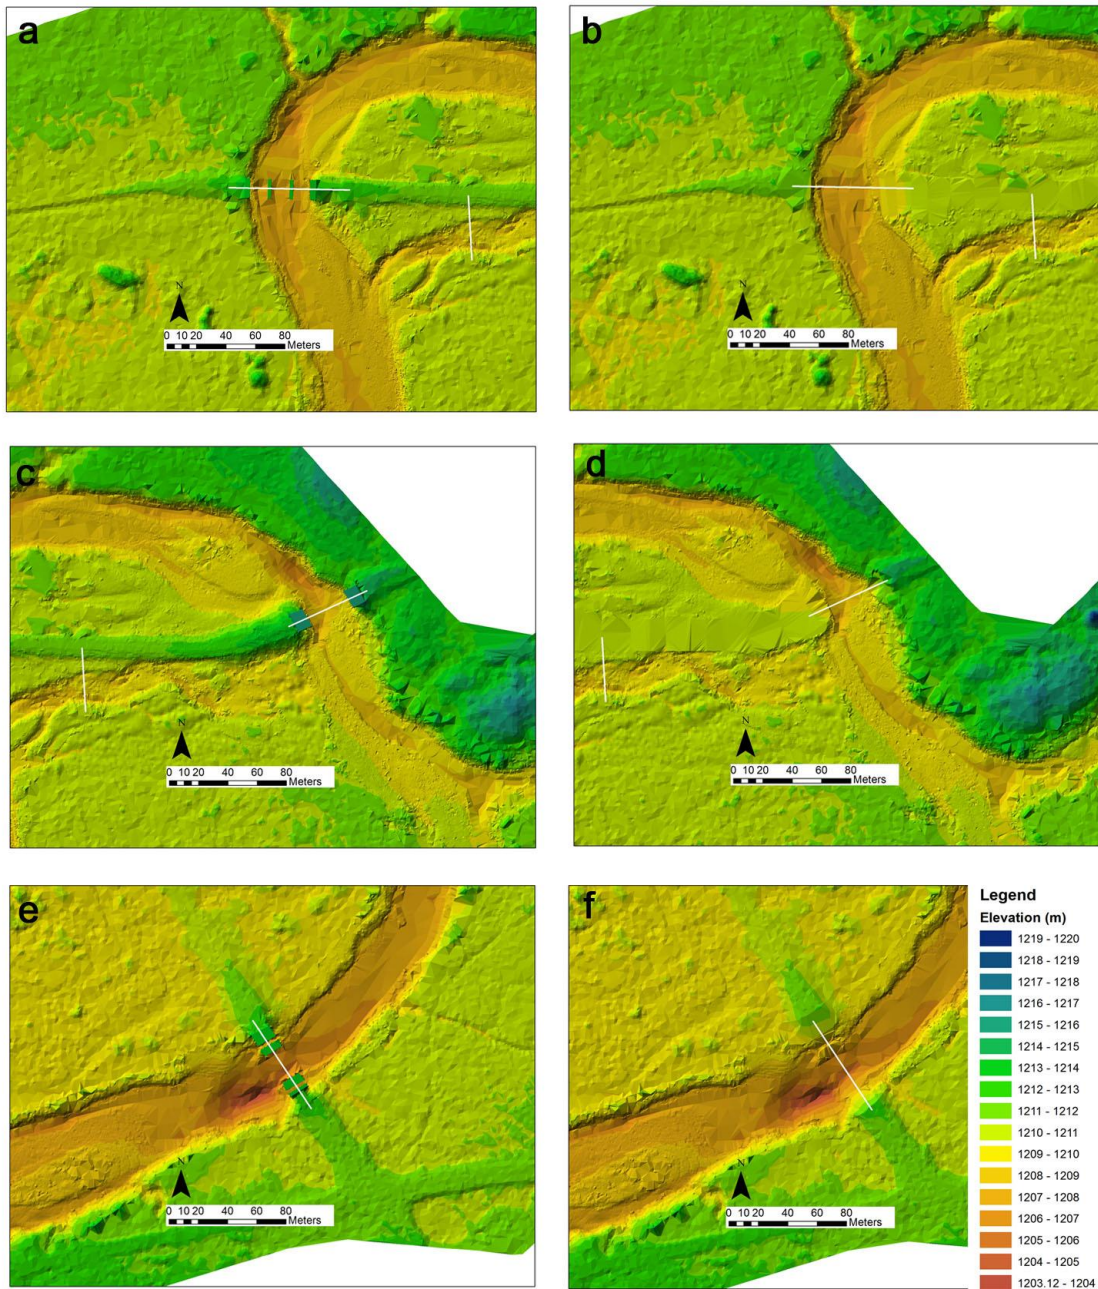 a
b
N
0 10 20 40 60 80
Meters
N
0 10 20 40 60 80
Meters
c
d
N
0 10 20 40 60 80
Meters
N
0 10 20 40 60 80
Meters
e
f
N
0 10 20 40 60 80
Meters
N
0 10 20 40 60 80
Meters
Legend
Elevation (m)
1219 - 1220
1218 - 1219
1217 - 1218
1216 - 1217
1215 - 1216
1214 - 1215
1213 - 1214
1212 - 1213
1211 - 1212
1210 - 1211
1209 - 1210
1208 - 1209
1207 - 1208
1206 - 1207
1205 - 1206
1204 - 1205
1203.12 - 1204